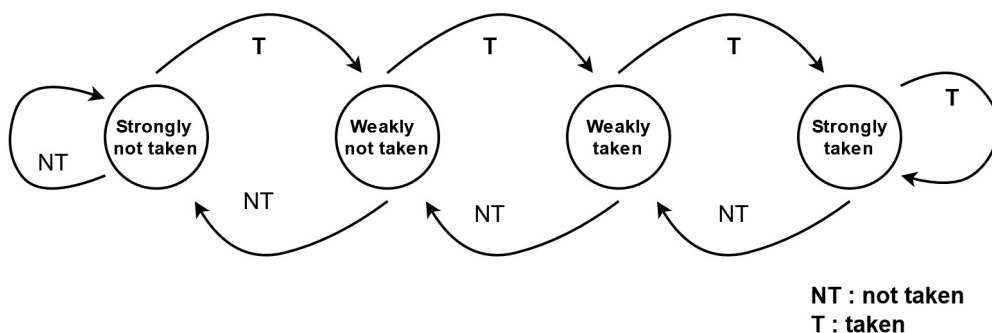 T
T
T
T
Strongly
not taken
Weakly
not taken
Weakly
taken
Strongly
taken
NT
NT
NT
NT
NT : not taken
T : taken